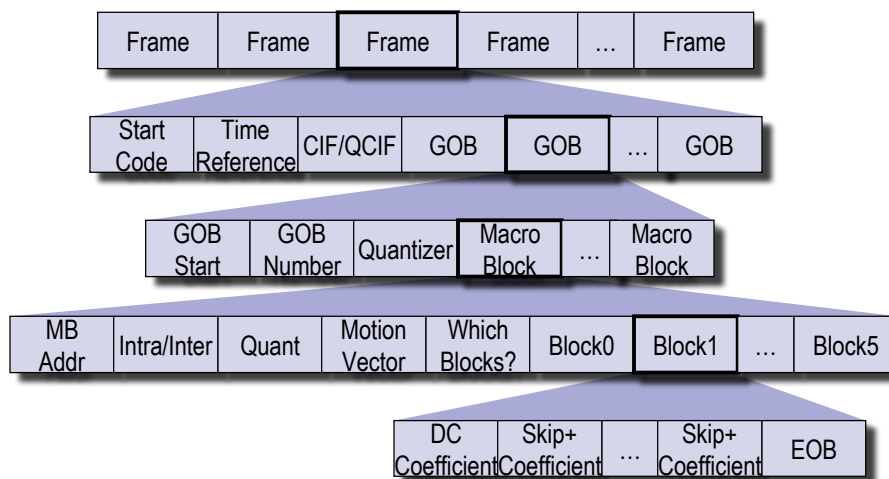 Frame Frame Frame Frame … Frame
Start Time
Code Reference CIF/QCIF GOB GOB … GOB
GOB GOB Quantizer Macro … Macro
Start Number Block Block
MB Intra/Inter Quant Motion Which Block0 Block1 … Block5
Addr Vector Blocks?
DC Skip+ … Skip+ EOB
Coefficient Coefficient Coefficient